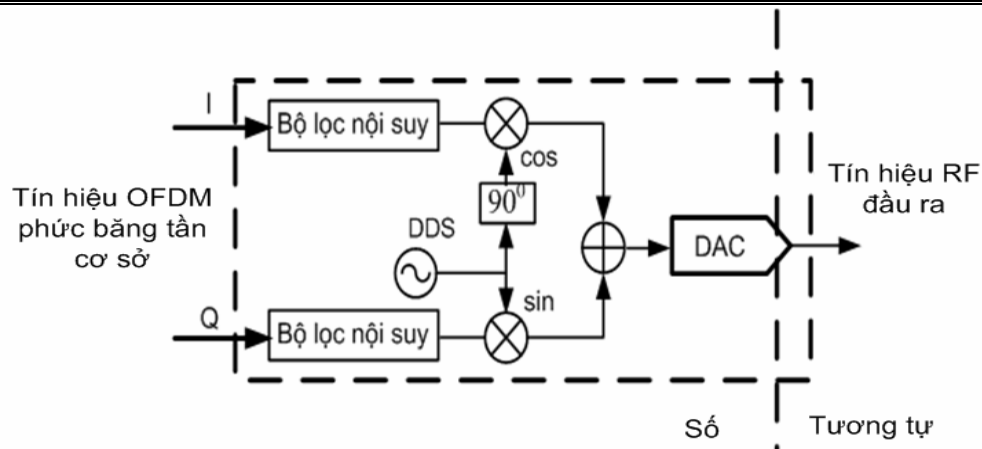 I
Bộ lọc nội suy
cos
90⁰
Tín hiệu OFDM
phức băng tần
cơ sở
DDS
sin
Q
Bộ lọc nội suy
DAC
Tín hiệu RF
đầu ra
Số
Tương tự